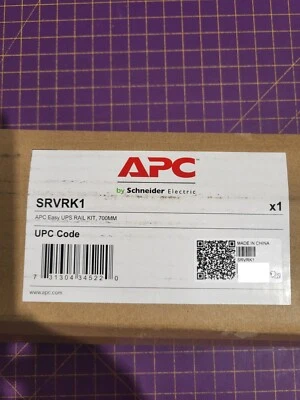 APC
by Schneider Electric
SRVRK1 x1
APC Easy UPS RAIL KIT, 700MM
UPC Code
MADE IN CHINA
SRVRK1
7 31304 34522 0
www.apc.com